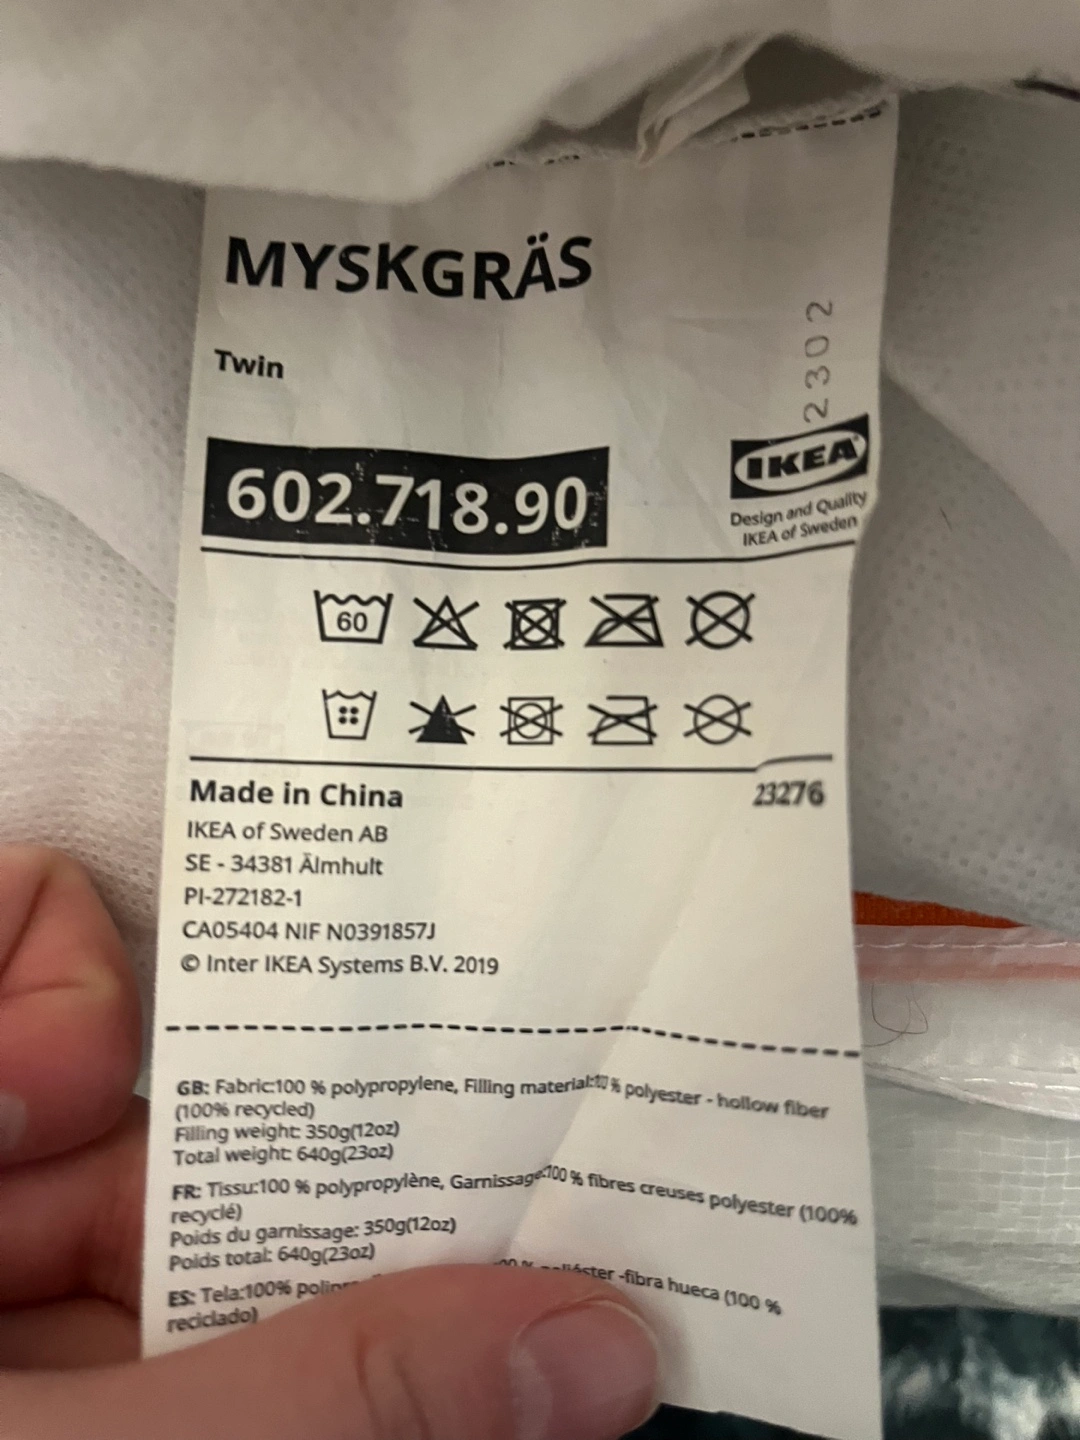 MYSKGRÄS
Twin
2302
602.718.90
IKEA
Design and Quality
IKEA of Sweden
60
Made in China
23276
IKEA of Sweden AB
SE - 34381 Älmhult
PI-272182-1
CA05404 NIF N0391857J
© Inter IKEA Systems B.V. 2019
GB: Fabric:100 % polypropylene, Filling material: % polyester - hollow fiber
(100% recycled)
Filling weight: 350g(12oz)
Total weight: 640g(23oz)
FR: Tissu:100 % polypropylène, Garnissage:100 % fibres creuses polyester (100%
recyclé)
Poids du garnissage: 350g(12oz)
Poids total: 640g(23oz)
ES: Tela:100% -fibra hueca (100 %
reciclado)